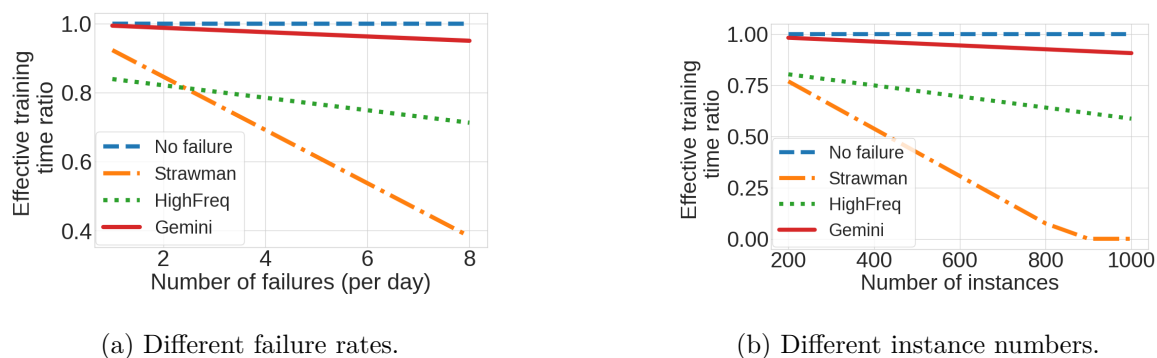 1.0
0.8
0.6
0.4
Effective training
time ratio
No failure
Strawman
HighFreq
Gemini
2 4 6 8
Number of failures (per day)
(a) Different failure rates.
1.00
0.75
0.50
0.25
0.00
Effective training
time ratio
No failure
Strawman
HighFreq
Gemini
200 400 600 800 1000
Number of instances
(b) Different instance numbers.